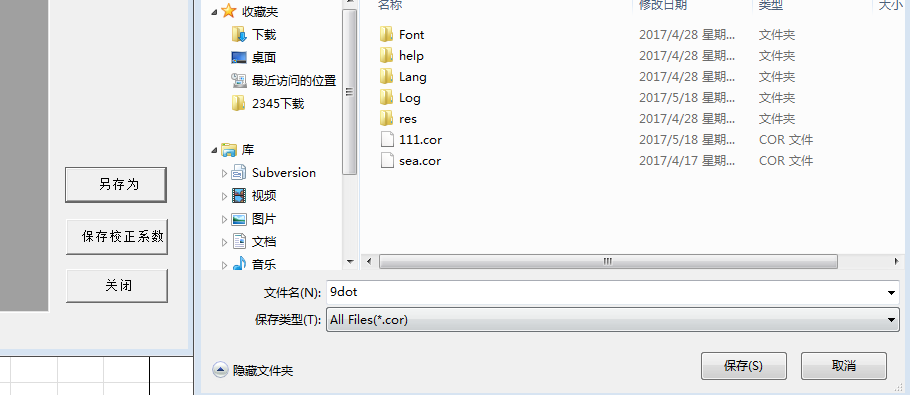 另存为
保存校正系数
关闭
收藏夹
下载
桌面
最近访问的位置
2345下载
库
Subversion
视频
图片
文档
音乐
名称 修改日期 类型 大小
Font 2017/4/28 星期... 文件夹
help 2017/4/28 星期... 文件夹
Lang 2017/4/28 星期... 文件夹
Log 2017/5/18 星期... 文件夹
res 2017/4/28 星期... 文件夹
111.cor 2017/5/18 星期... COR 文件
sea.cor 2017/4/17 星期... COR 文件
文件名(N): 9dot
保存类型(T): All Files(*.cor)
隐藏文件夹 保存(S) 取消